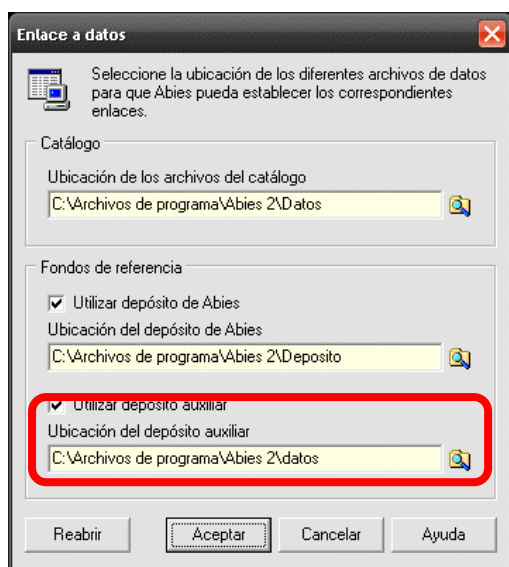 Enlace a datos
Seleccione la ubicación de los diferentes archivos de datos
para que Abies pueda establecer los correspondientes
enlaces.
Catálogo
Ubicación de los archivos del catálogo
C:\Archivos de programa\Abies 2\Datos
Fondos de referencia
Utilizar depósito de Abies
Ubicación del depósito de Abies
C:\Archivos de programa\Abies 2\Deposito
Utilizar depósito auxiliar
Ubicación del depósito auxiliar
C:\Archivos de programa\Abies 2\datos
Reabrir Aceptar Cancelar Ayuda